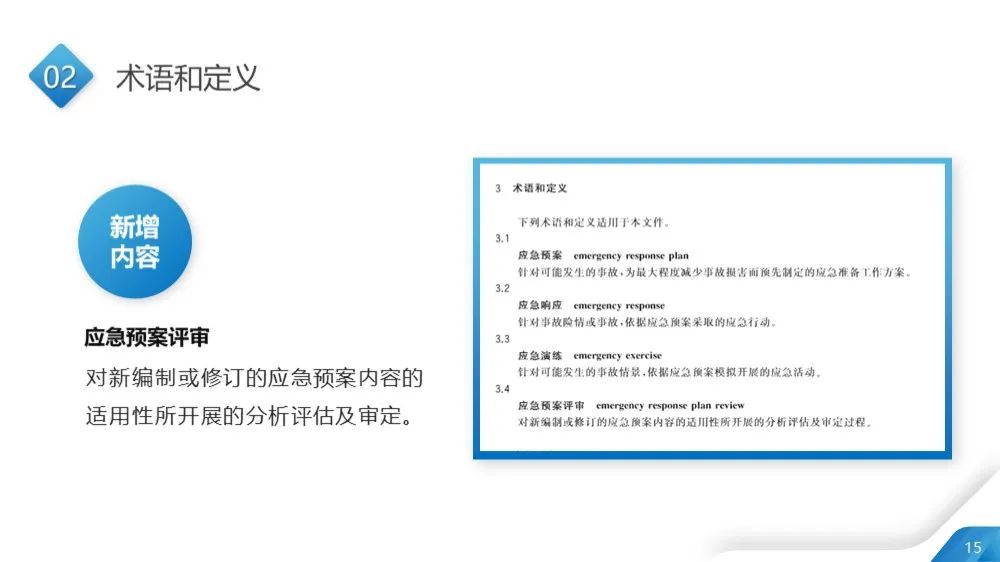 02 术语和定义
新增
内容
应急预案评审
对新编制或修订的应急预案内容的
适用性所开展的分析评估及审定。
3 术语和定义
下列术语和定义适用于本文件。
3.1
应急预案 emergency response plan
针对可能发生的事故,为最大程度减少事故损害而预先制定的应急准备工作方案。
3.2
应急响应 emergency response
针对事故险情或事故,依据应急预案采取的应急行动。
3.3
应急演练 emergency exercise
针对可能发生的事故情景,依据应急预案模拟开展的应急活动。
3.4
应急预案评审 emergency response plan review
对新编制或修订的应急预案内容的适用性所开展的分析评估及审定过程。
15